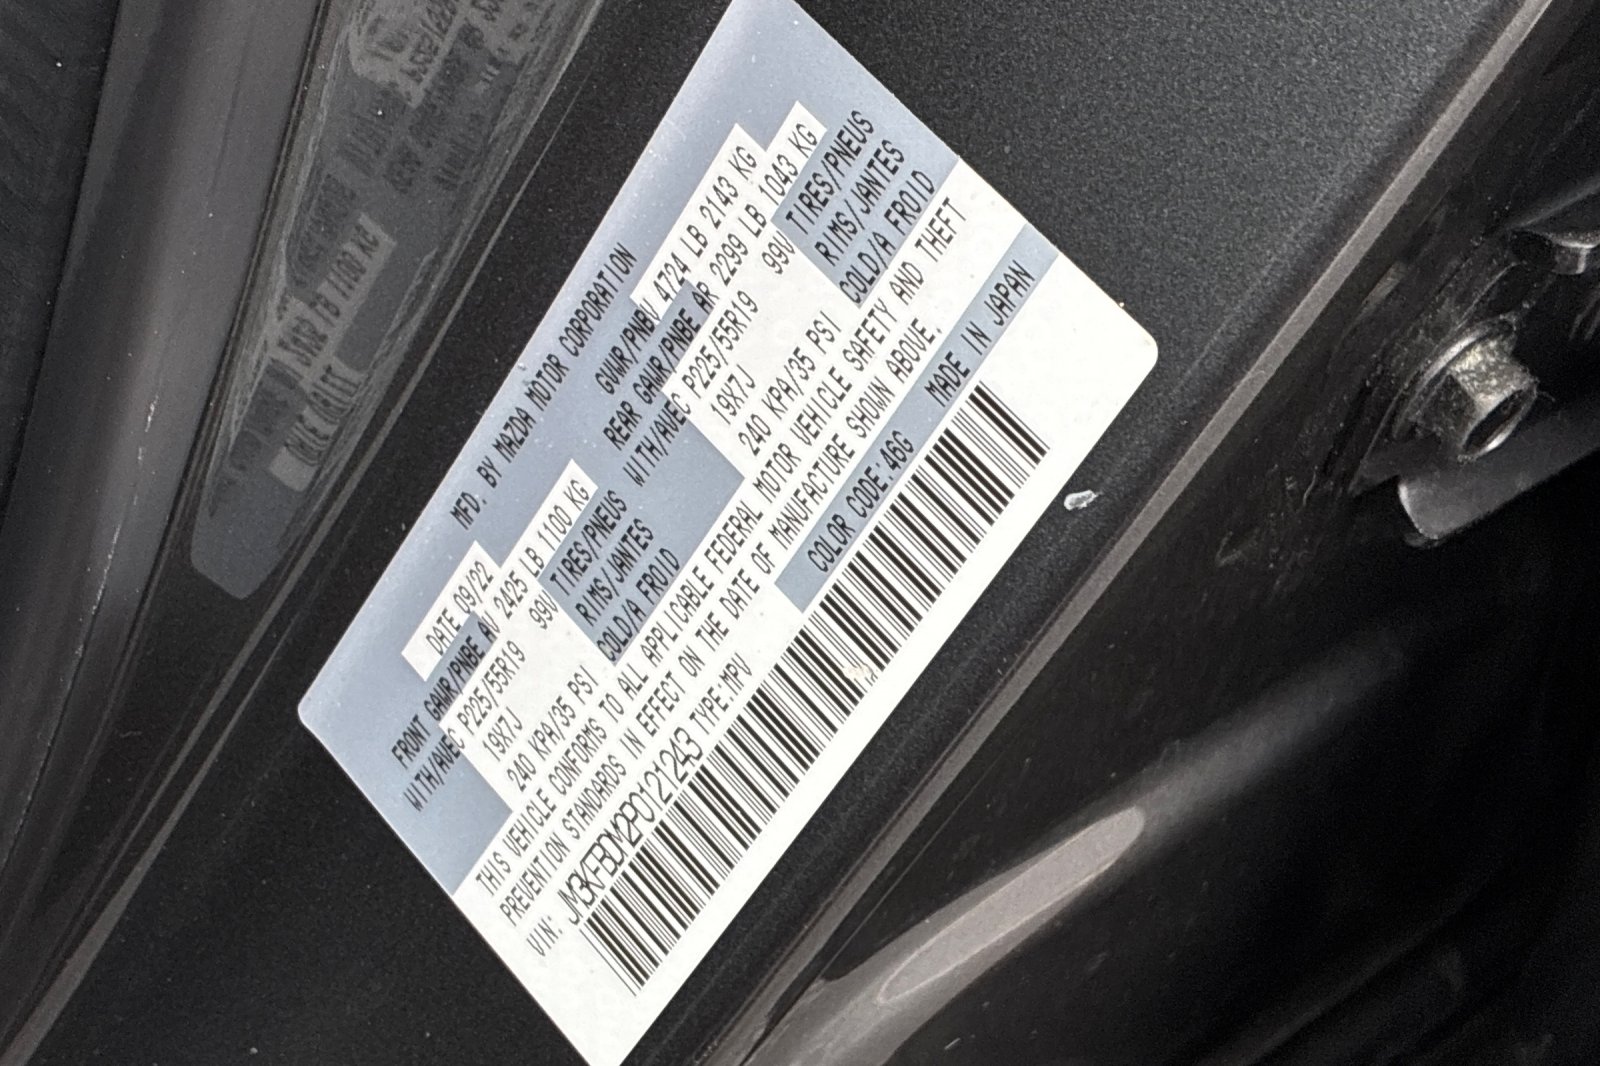 MFD. BY MAZDA MOTOR CORPORATION
DATE 09/22 GVWR/PNBV 4724 LB 2143 KG
FRONT GAWR/PNBE AV 2425 LB 1100 KG REAR GAWR/PNBE AR 2299 LB 1043 KG
WITH/AVEC P225/55R19 99V TIRES/PNEUS WITH/AVEC P225/55R19 99V TIRES/PNEUS
19X7J RIMS/JANTES 19X7J RIMS/JANTES
240 KPA/35 PSI COLD/A FROID 240 KPA/35 PSI COLD/A FROID
THIS VEHICLE CONFORMS TO ALL APPLICABLE FEDERAL MOTOR VEHICLE SAFETY AND THEFT
PREVENTION STANDARDS IN EFFECT ON THE DATE OF MANUFACTURE SHOWN ABOVE.
VIN: JM3KFBDM2P0121243 TYPE:MPV COLOR CODE:46G MADE IN JAPAN